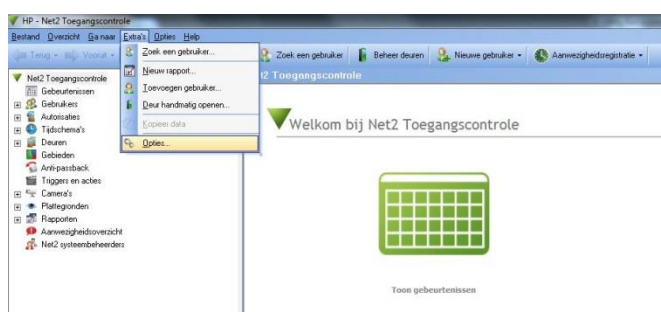 HP - Net2 Toegangscontrole
Bestand Overzicht Ga naar Extra's Opties Help
Terug Vooruit
Zoek een gebruiker Beheer deuren Nieuwe gebruiker Aanwezigheidsregistratie
Zoek een gebruiker...
Nieuw rapport...
Toevoegen gebruiker...
Deur handmatig openen...
Kopieer data
Opties...
Net2 Toegangscontrole
Gebeurtenissen
Gebruikers
Autorisaties
Tijdschema's
Deuren
Gebieden
Anti-passback
Triggers en acties
Camera's
Plattegronden
Rapporten
Aanwezigheidsoverzicht
Net2 systeembeheerders
t2 Toegangscontrole
Welkom bij Net2 Toegangscontrole
Toon gebeurtenissen